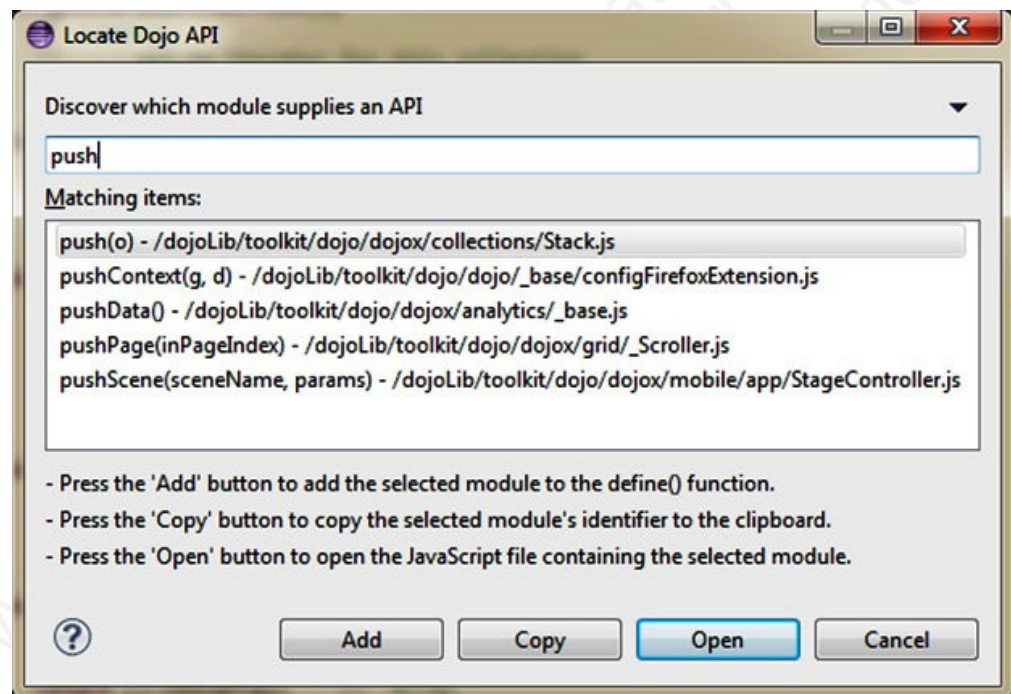 Locate Dojo API
Discover which module supplies an API
push
Matching items:
push(o) - /dojoLib/toolkit/dojo/dojox/collections/Stack.js
pushContext(g, d) - /dojoLib/toolkit/dojo/dojo/_base/configFirefoxExtension.js
pushData() - /dojoLib/toolkit/dojo/dojox/analytics/_base.js
pushPage(inPageIndex) - /dojoLib/toolkit/dojo/dojox/grid/_Scroller.js
pushScene(sceneName, params) - /dojoLib/toolkit/dojo/dojox/mobile/app/StageController.js
- Press the 'Add' button to add the selected module to the define() function.
- Press the 'Copy' button to copy the selected module's identifier to the clipboard.
- Press the 'Open' button to open the JavaScript file containing the selected module.
? Add Copy Open Cancel